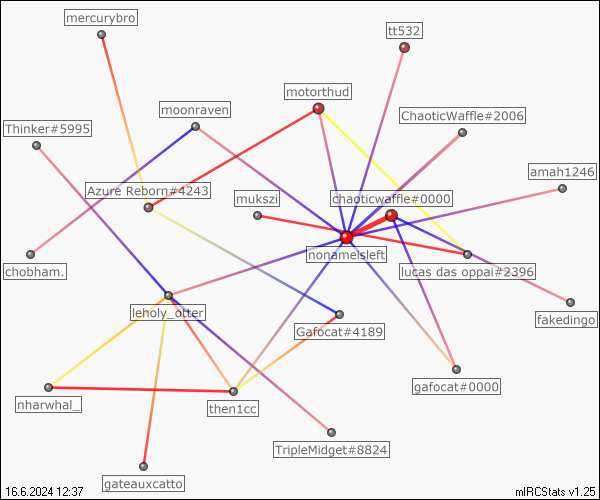 mercurybro
tt532
motorthud
moonraven
ChaoticWaffle#2006
Thinker#5995
amah1246
Azure Reborn#4243
mukszi
chaoticwaffle#0000
nonameisleft
chobham.
lucas das oppai#2396
leholy_otter
fakedingo
Gafocat#4189
gafocat#0000
nharwhal_
then1cc
TripleMidget#8824
gateauxcatto
16.6.2024 12:37
mIRCStats v1.25